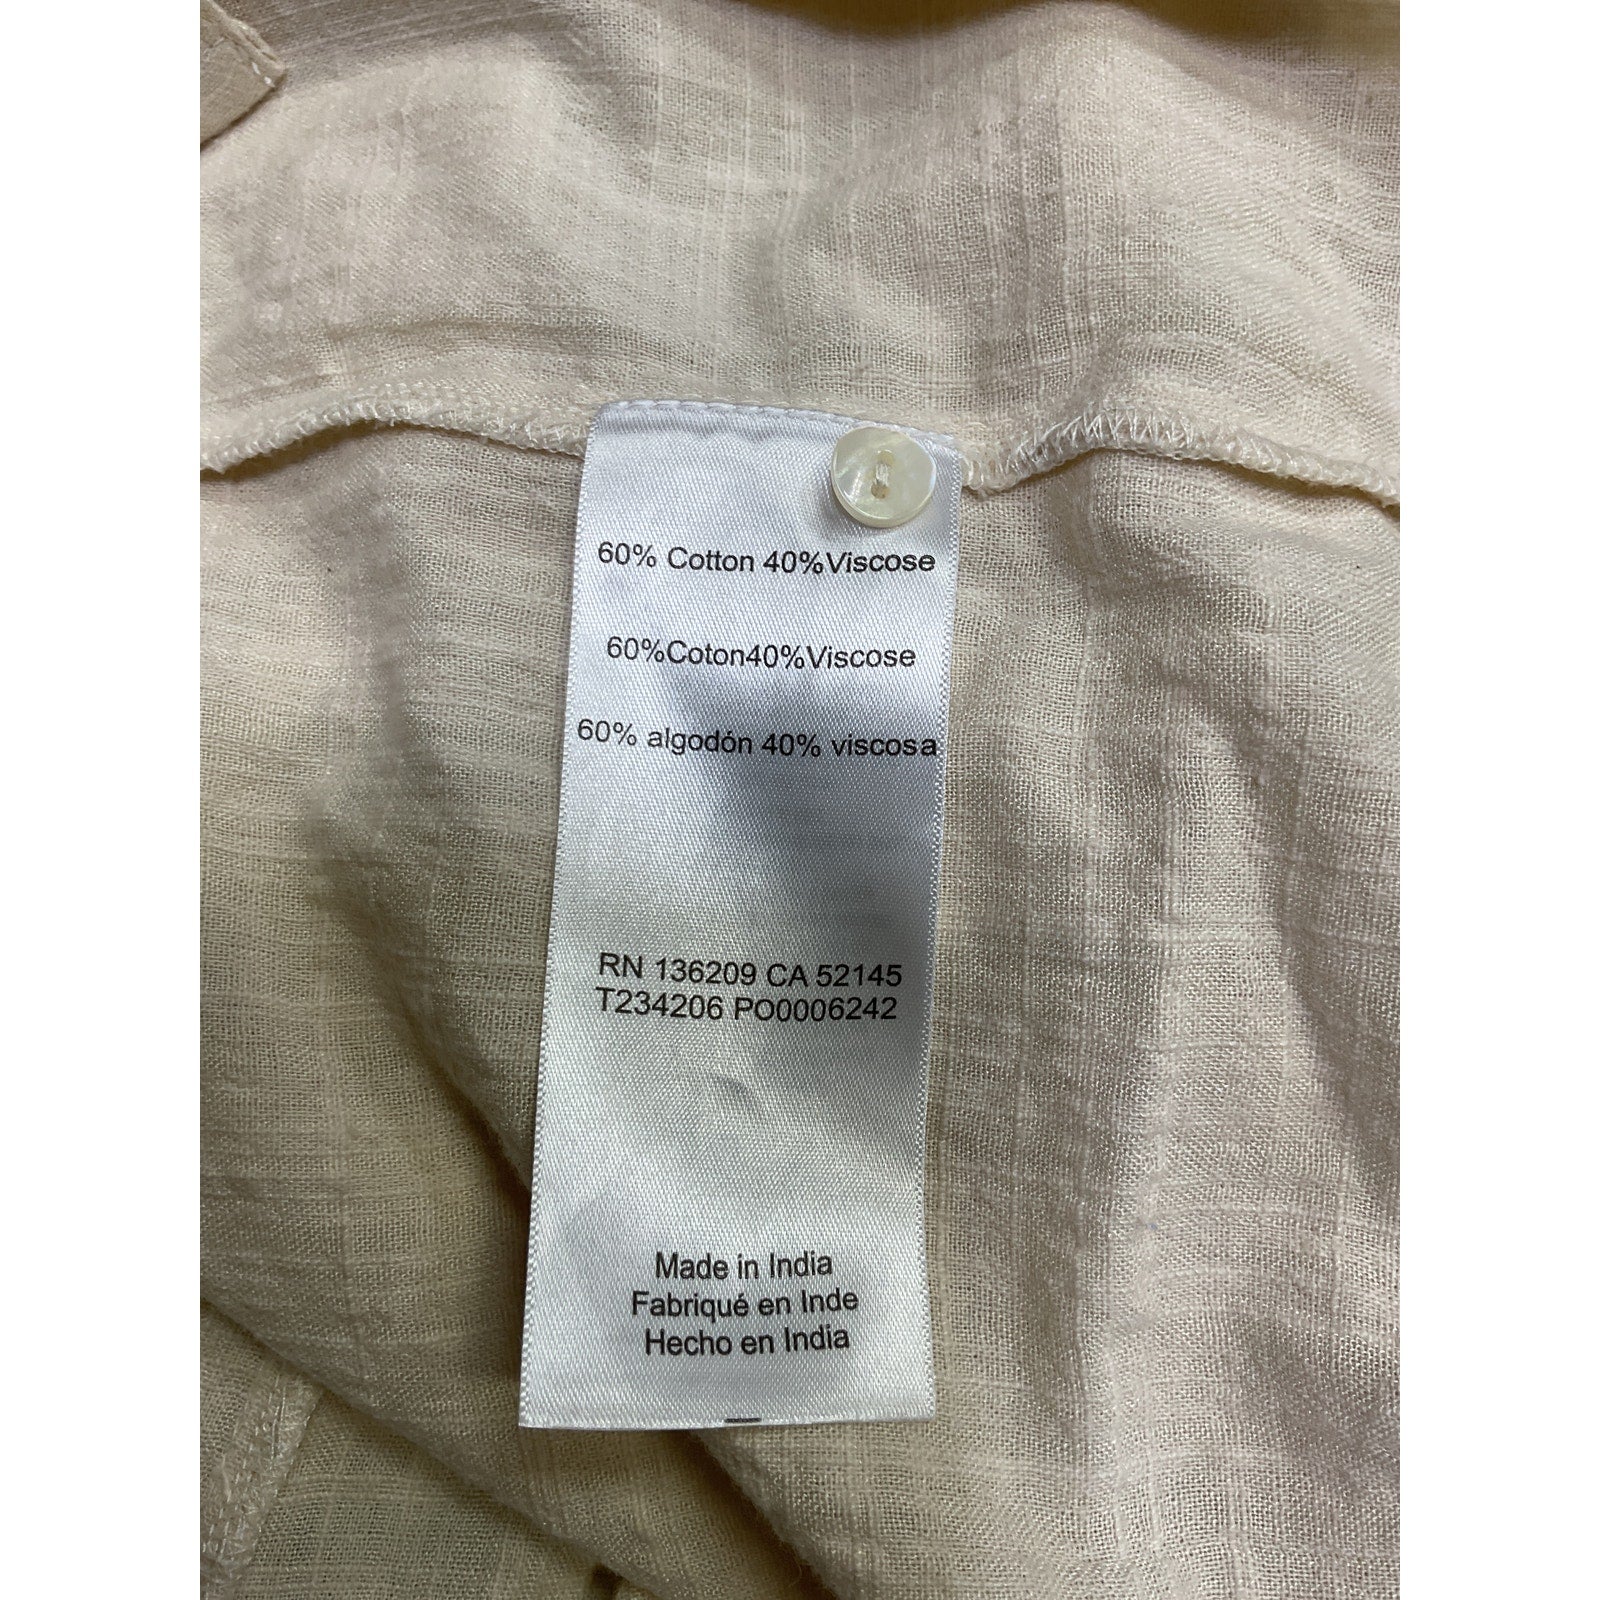 60% Cotton 40%Viscose
60%Coton40%Viscose
60% algodón 40% viscosa
RN 136209 CA 52145
T234206 PO0006242
Made in India
Fabriqué en Inde
Hecho en India